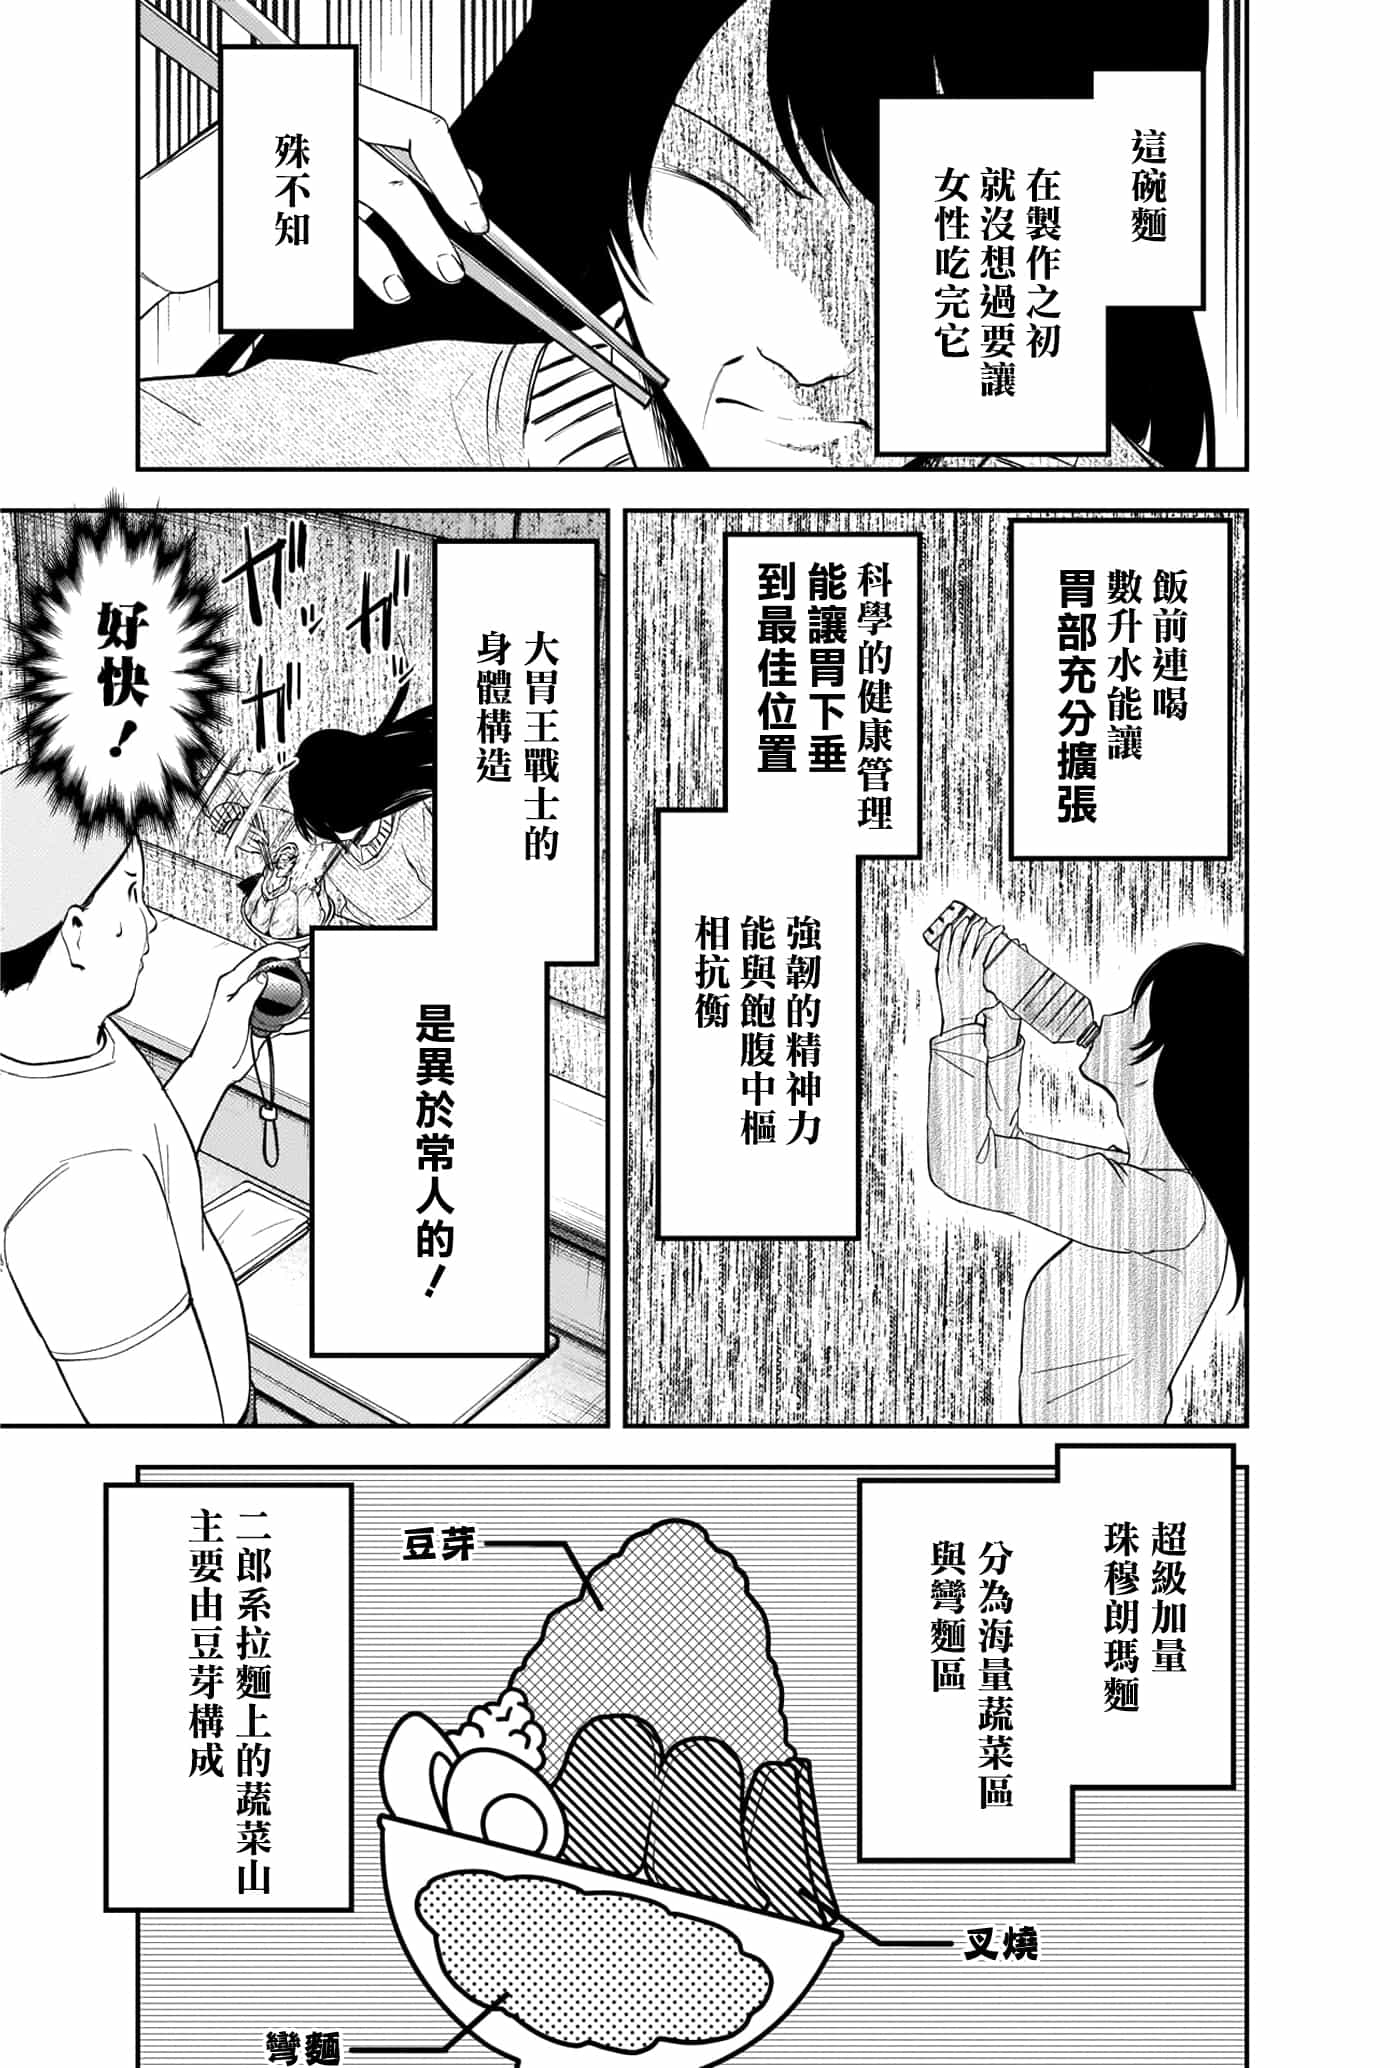 這碗麵
在製作之初
就沒想過要讓
女性吃完它
殊不知
飯前連喝
數升水能讓
胃部充分擴張
科學的健康管理
能讓胃下垂
到最佳位置
強韌的精神力
能與飽腹中樞
相抗衡
大胃王戰士的
身體構造
是異於常人的！
ガガガガッ
好快！
超級加量
珠穆朗瑪麵
分為海量蔬菜區
與彎麵區
二郎系拉麵上的蔬菜山
主要由豆芽構成
豆芽
叉燒
彎麵